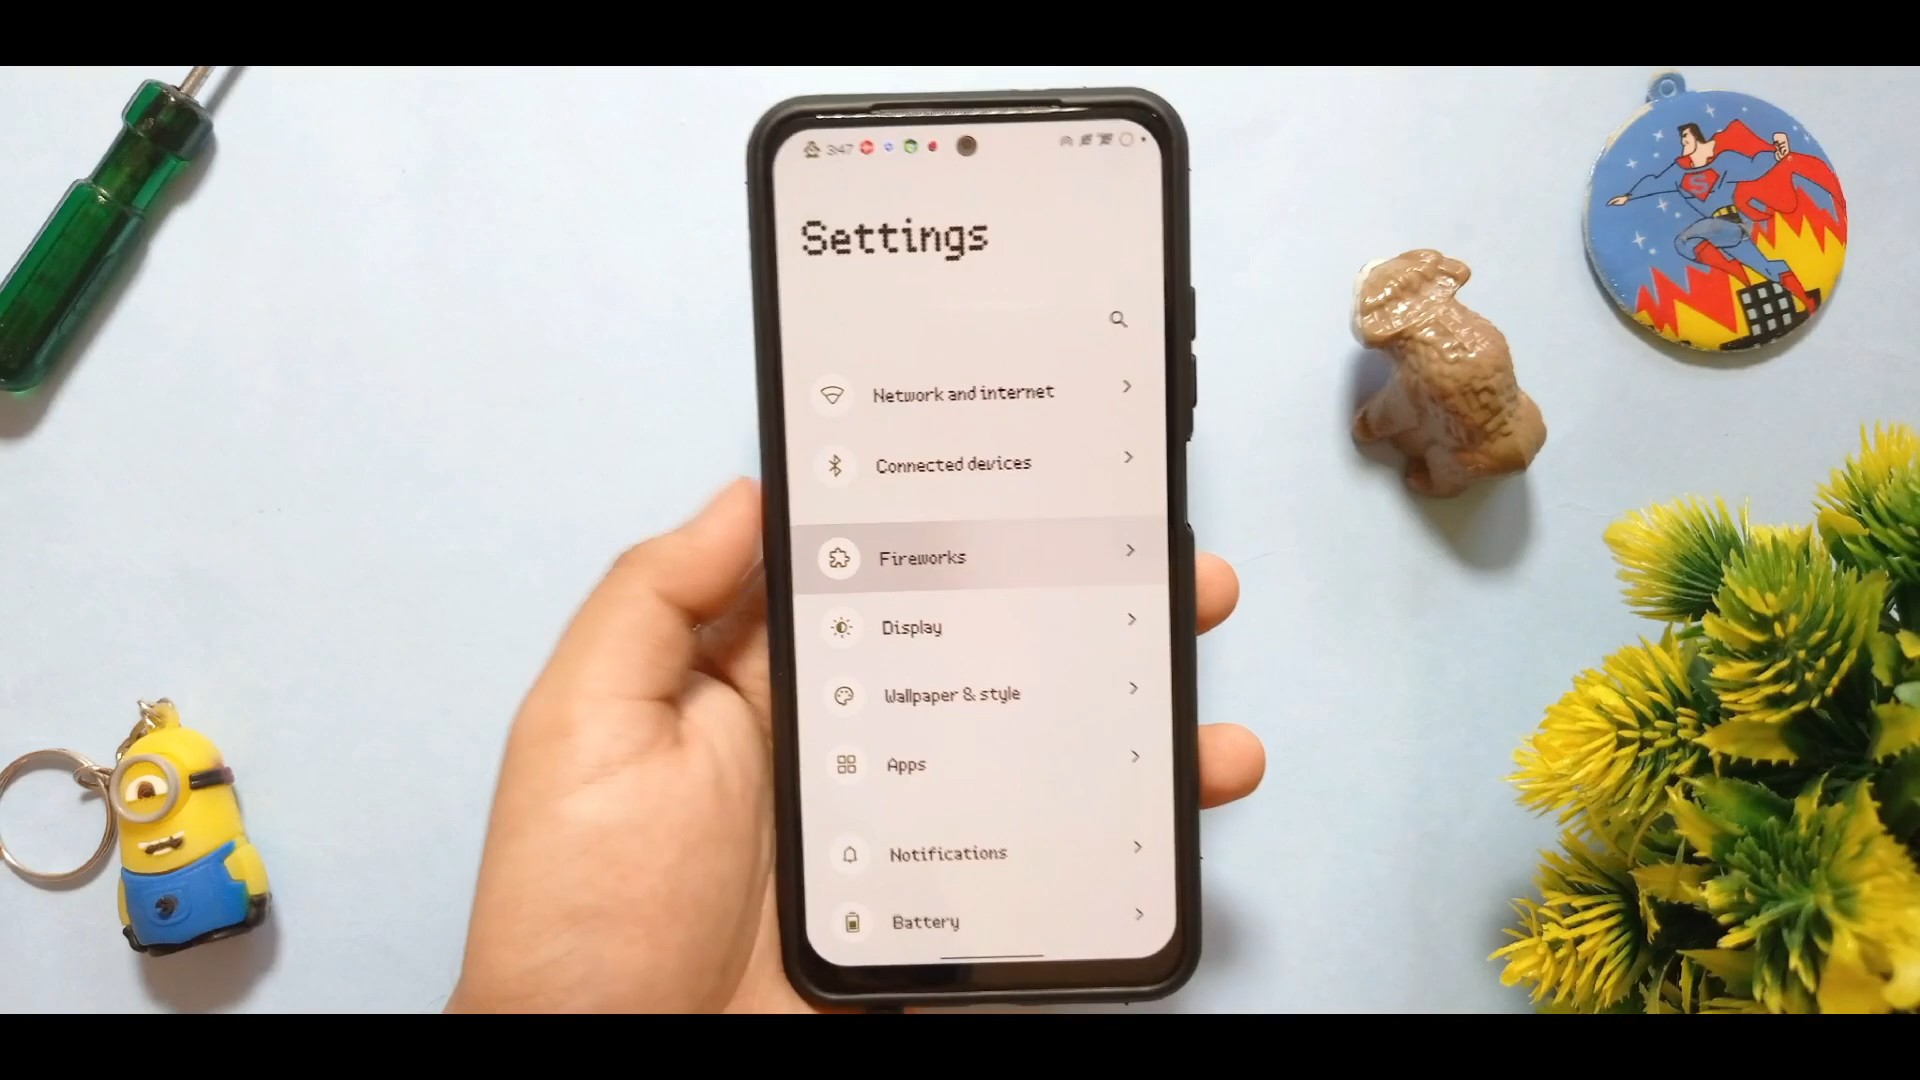 3:47
Settings
Network and internet
Connected devices
Fireworks
Display
Wallpaper & style
Apps
Notifications
Battery
S